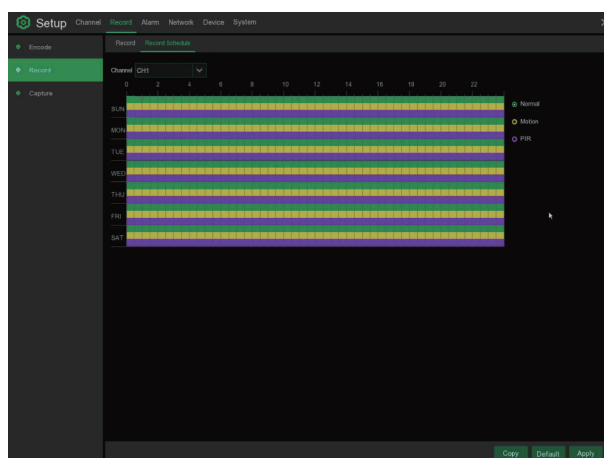 Setup Channel Record Alarm Network Device System
Encode
Record Record Schedule
Record
Channel CH1
Capture
0 2 4 6 8 10 12 14 16 18 20 22
Normal
SUN
Motion
MON
PIR
TUE
WED
THU
FRI
SAT
Copy Default Apply